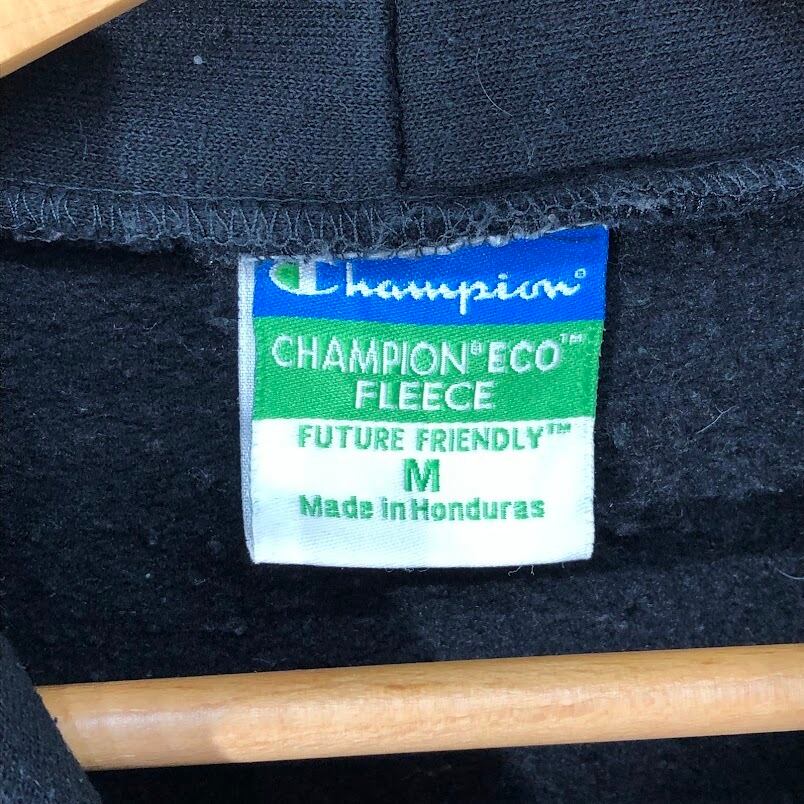 Champion®
CHAMPION® ECO™
FLEECE
FUTURE FRIENDLY™
M
Made in Honduras